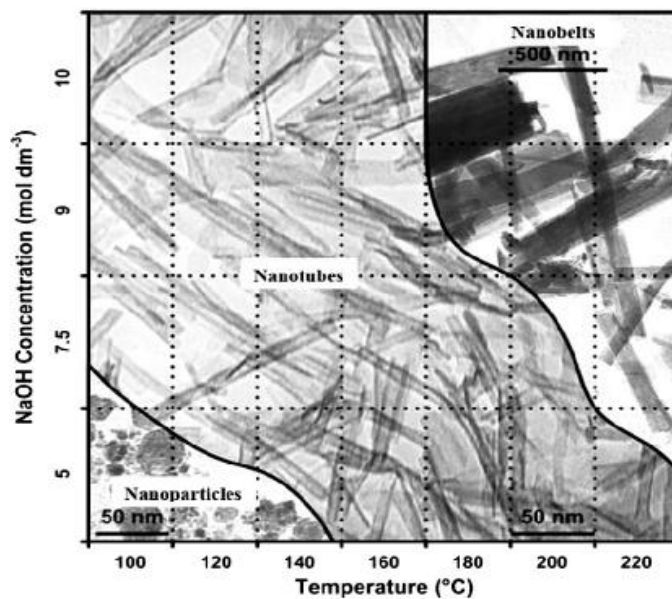 Nanobelts
500 nm
10
9
7.5
5
NaOH Concentration (mol dm⁻³)
Nanotubes
Nanoparticles
50 nm
50 nm
100 120 140 160 180 200 220
Temperature (°C)